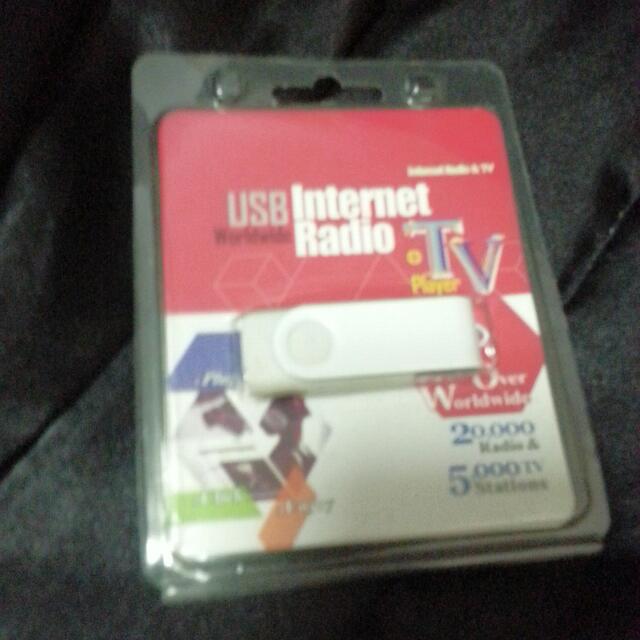 Internet Radio & TV
USB Internet
Worldwide Radio
TV
Player
Over
Worldwide
20,000
Radio &
5,000 TV
Stations